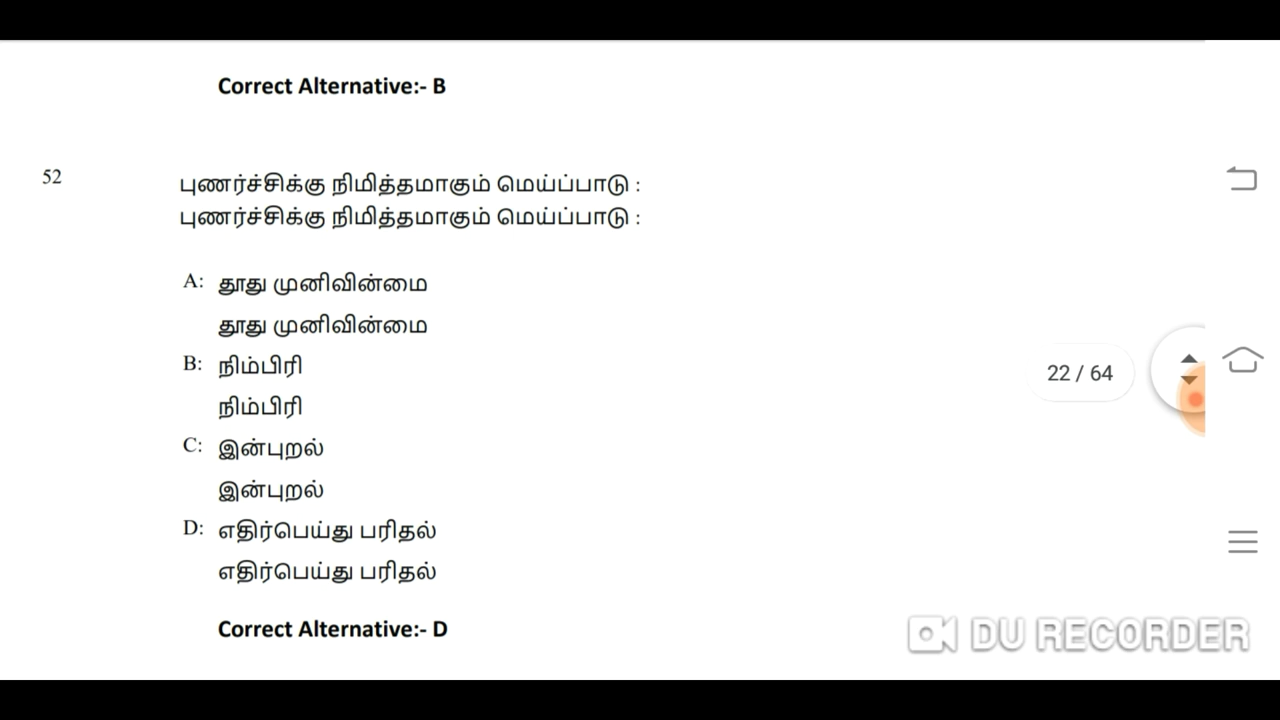 Correct Alternative:- B
52
புணர்ச்சிக்கு நிமித்தமாகும் மெய்ப்பாடு :
புணர்ச்சிக்கு நிமித்தமாகும் மெய்ப்பாடு :
A: தூது முனிவின்மை
தூது முனிவின்மை
B: நிம்பிரி
நிம்பிரி
22 / 64
C: இன்புறல்
இன்புறல்
D: எதிர்பெய்து பரிதல்
எதிர்பெய்து பரிதல்
Correct Alternative:- D
DU RECORDER